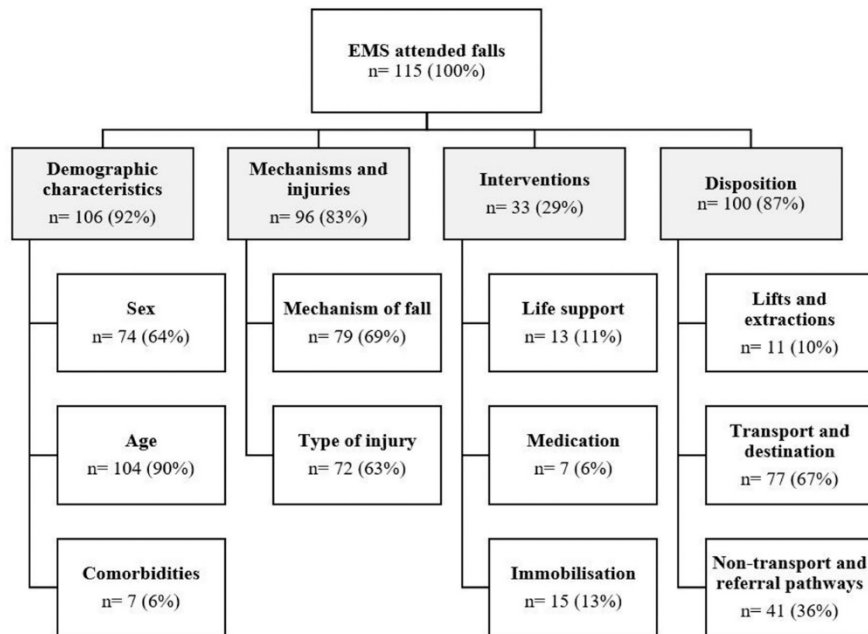 EMS attended falls
n= 115 (100%)
Demographic
characteristics
n= 106 (92%)
Mechanisms and
injuries
n= 96 (83%)
Interventions
n= 33 (29%)
Disposition
n= 100 (87%)
Sex
n= 74 (64%)
Mechanism of fall
n= 79 (69%)
Life support
n= 13 (11%)
Lifts and
extractions
n= 11 (10%)
Age
n= 104 (90%)
Type of injury
n= 72 (63%)
Medication
n= 7 (6%)
Transport and
destination
n= 77 (67%)
Comorbidities
n= 7 (6%)
Immobilisation
n= 15 (13%)
Non-transport and
referral pathways
n= 41 (36%)